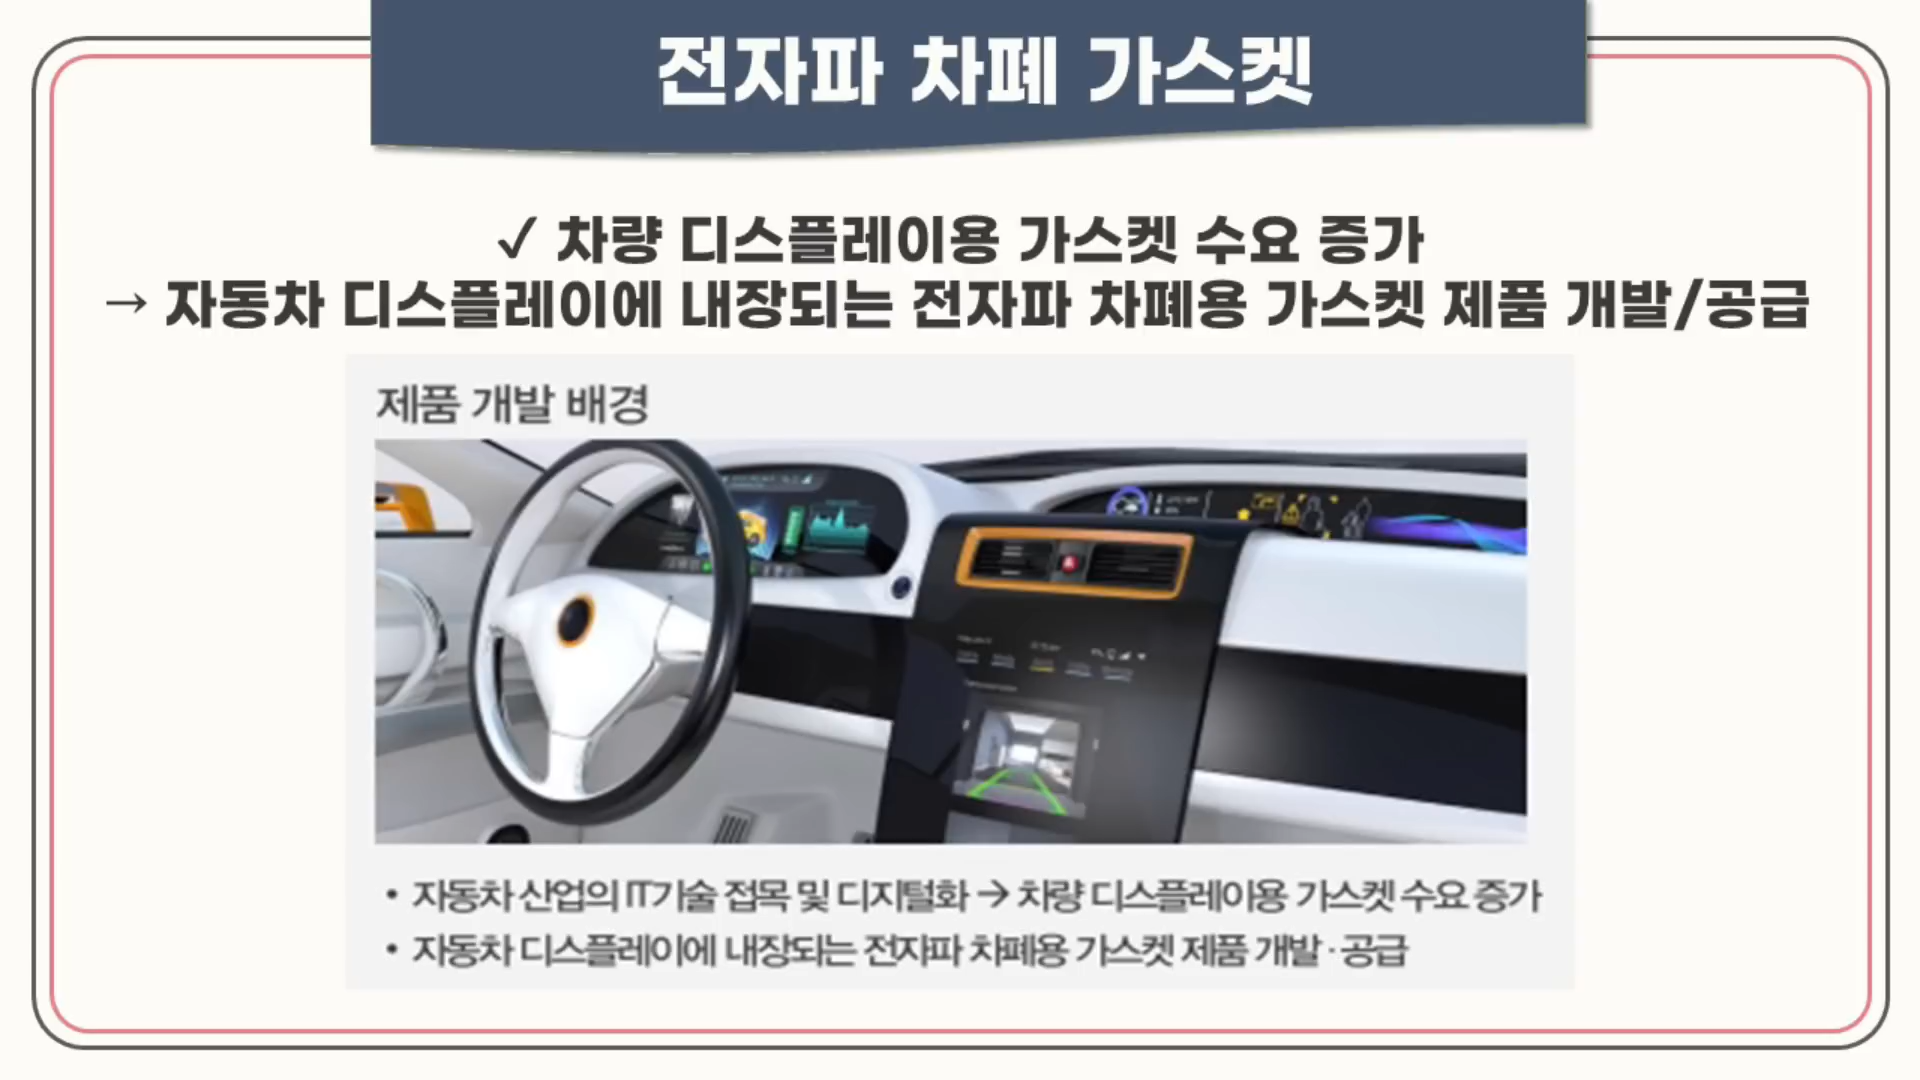 전자파 차폐 가스켓
✓ 차량 디스플레이용 가스켓 수요 증가
→ 자동차 디스플레이에 내장되는 전자파 차폐용 가스켓 제품 개발/공급
제품 개발 배경
• 자동차 산업의 IT기술 접목 및 디지털화 → 차량 디스플레이용 가스켓 수요 증가
• 자동차 디스플레이에 내장되는 전자파 차폐용 가스켓 제품 개발 · 공급